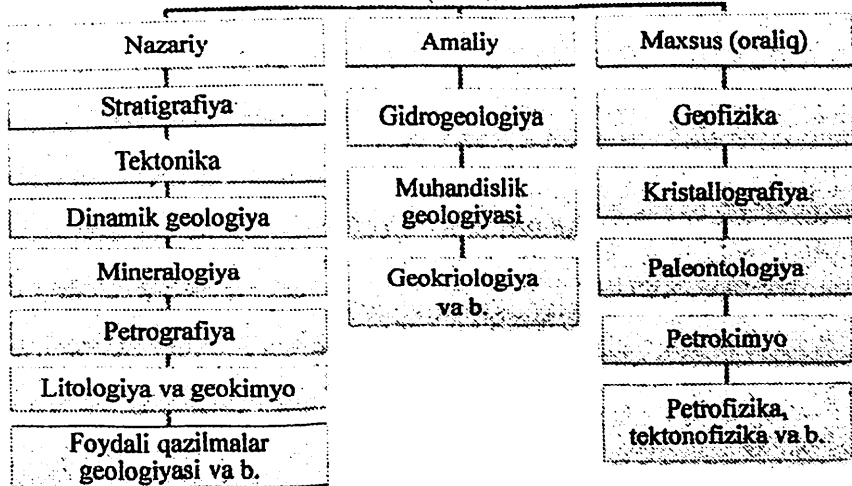 Nazariy
Stratigrafiya
Tektonika
Dinamik geologiya
Mineralogiya
Petrografiya
Litologiya va geokimyo
Foydali qazilmalar
geologiyasi va b.
Amaliy
Gidrogeologiya
Muhandislik
geologiyasi
Geokriologiya
va b.
Maxsus (oraliq)
Geofizika
Kristallografiya
Paleontologiya
Petrokimyo
Petrofizika,
tektonofizika va b.